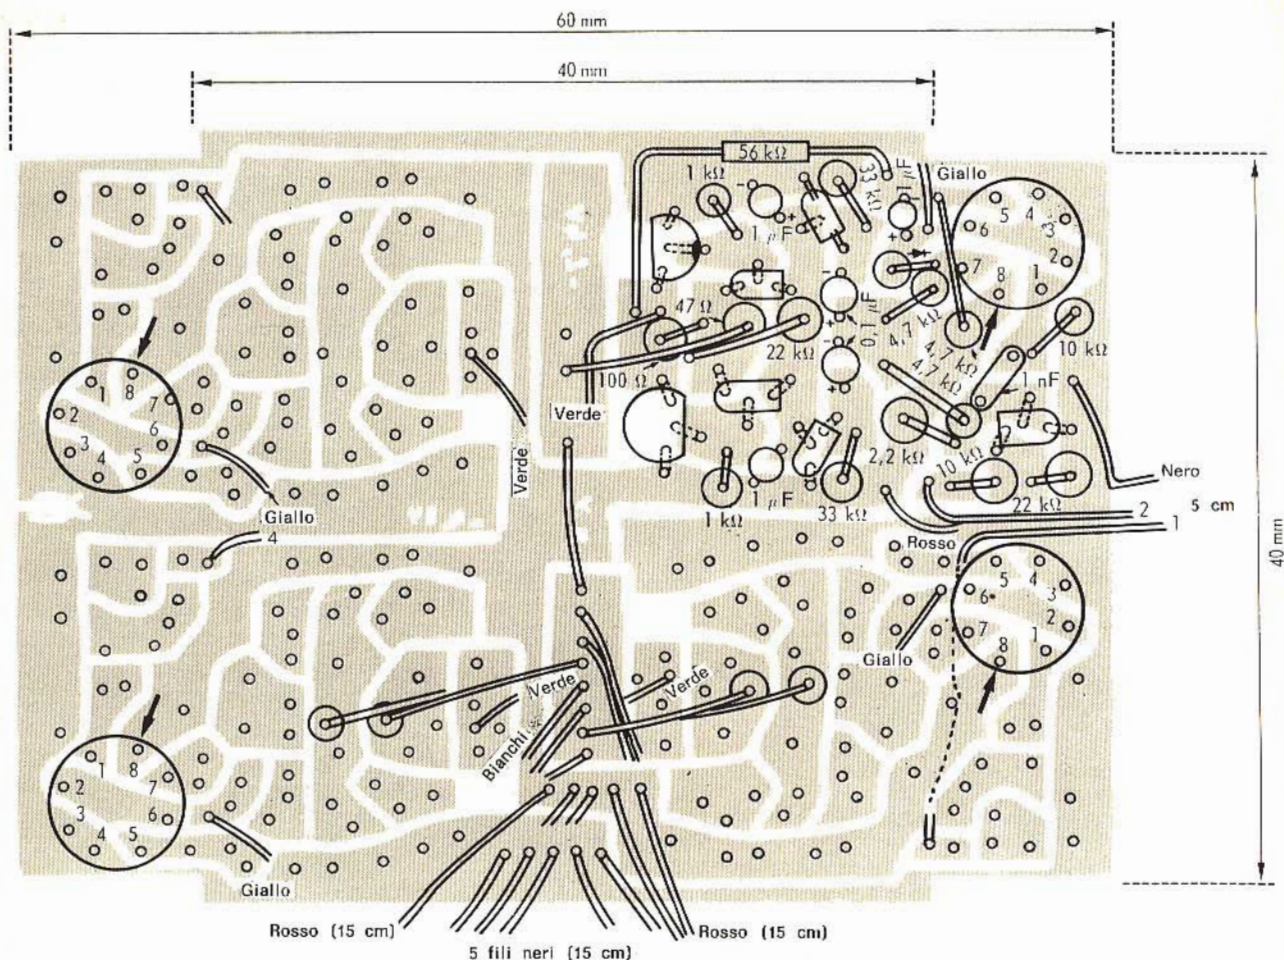 60 mm
40 mm
56 kΩ
1 kΩ
33 kΩ
1 μF
Giallo
5 4 3 6 2 7 1 8
1 μF
47 Ω
0,1 μF
4,7 kΩ
4,7 kΩ
4,7 kΩ
22 kΩ
10 kΩ
100 Ω
1 nF
1 8 2 7 3 6 4 5
Verde
Verde
2,2 kΩ
10 kΩ
Nero
1 kΩ
1 μF
33 kΩ
22 kΩ
2
5 cm
1
Giallo
4
Rosso
40 mm
5 4 3 6 2 7 1 8
Giallo
Verde
Verde
Bianchi
1 8 2 7 3 6 4 5
Giallo
Rosso (15 cm)
5 fili neri (15 cm)
Rosso (15 cm)